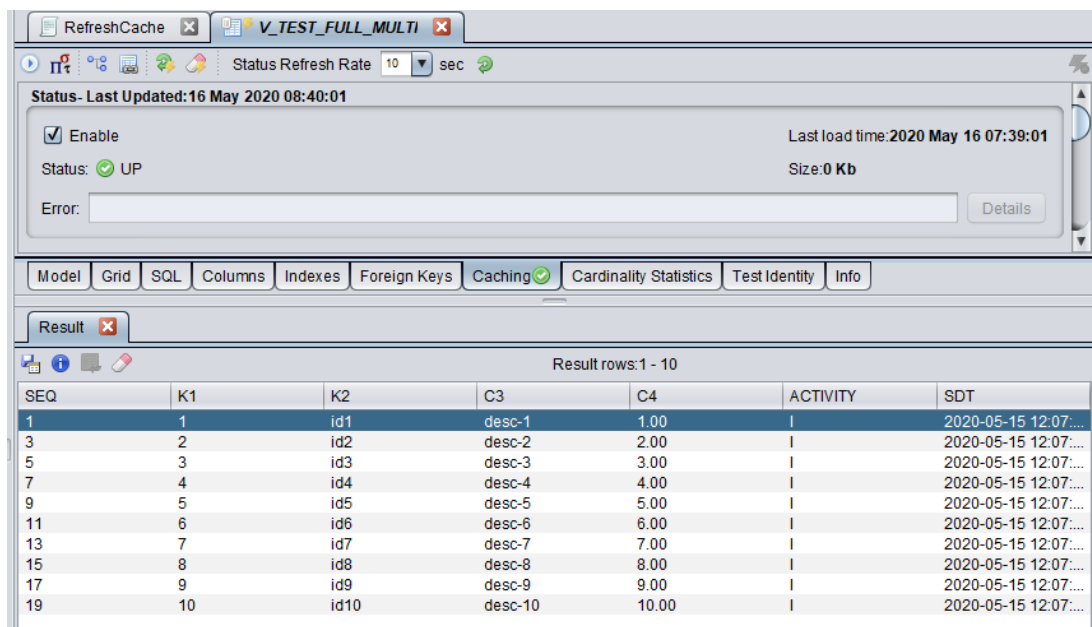 RefreshCache V_TEST_FULL_MULTI
Status Refresh Rate 10 sec
Status- Last Updated:16 May 2020 08:40:01
Enable Last load time:2020 May 16 07:39:01
Status: UP Size:0 Kb
Error: Details
Model Grid SQL Columns Indexes Foreign Keys Caching Cardinality Statistics Test Identity Info
Result
Result rows:1 - 10
SEQ K1 K2 C3 C4 ACTIVITY SDT
1 1 id1 desc-1 1.00 I 2020-05-15 12:07:...
3 2 id2 desc-2 2.00 I 2020-05-15 12:07:...
5 3 id3 desc-3 3.00 I 2020-05-15 12:07:...
7 4 id4 desc-4 4.00 I 2020-05-15 12:07:...
9 5 id5 desc-5 5.00 I 2020-05-15 12:07:...
11 6 id6 desc-6 6.00 I 2020-05-15 12:07:...
13 7 id7 desc-7 7.00 I 2020-05-15 12:07:...
15 8 id8 desc-8 8.00 I 2020-05-15 12:07:...
17 9 id9 desc-9 9.00 I 2020-05-15 12:07:...
19 10 id10 desc-10 10.00 I 2020-05-15 12:07:...